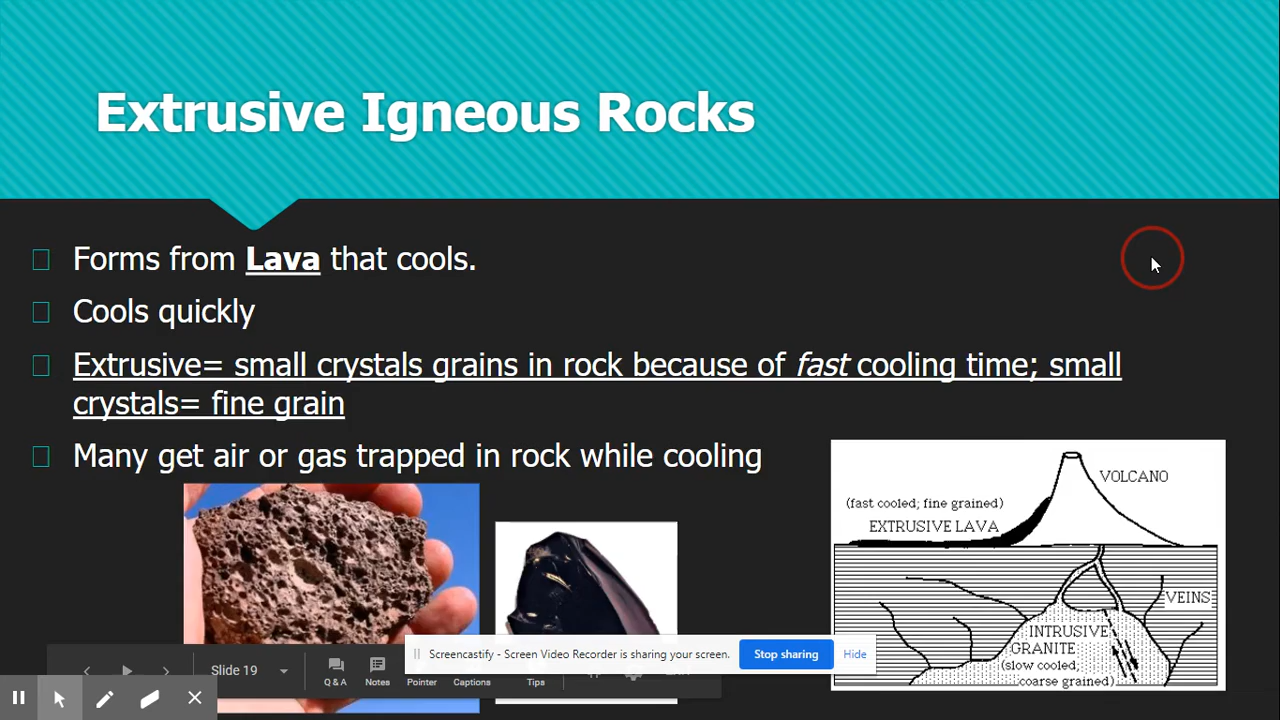 Extrusive Igneous Rocks
Forms from Lava that cools.
Cools quickly
Extrusive= small crystals grains in rock because of fast cooling time; small
crystals= fine grain
Many get air or gas trapped in rock while cooling
VOLCANO
(fast cooled; fine grained)
EXTRUSIVE LAVA
VEINS
INTRUSIVE
GRANITE
(slow cooled,
coarse grained)
Screencastify - Screen Video Recorder is sharing your screen.
Stop sharing
Hide
Slide 19
Q & A
Notes
Pointer
Captions
Tips